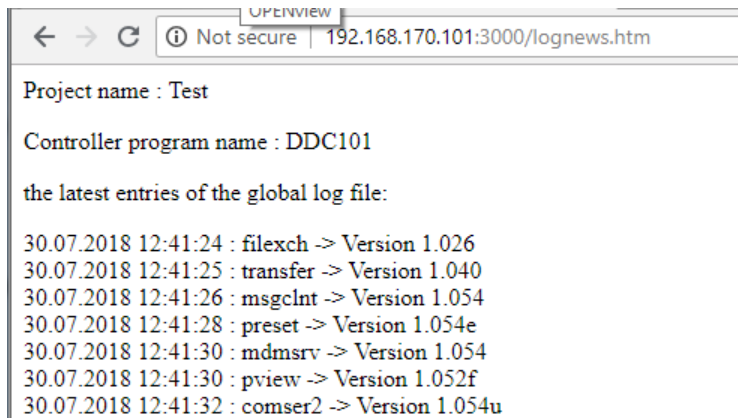 OPENview
Not secure | 192.168.170.101:3000/lognews.htm
Project name : Test
Controller program name : DDC101
the latest entries of the global log file:
30.07.2018 12:41:24 : filexch -> Version 1.026
30.07.2018 12:41:25 : transfer -> Version 1.040
30.07.2018 12:41:26 : msgclnt -> Version 1.054
30.07.2018 12:41:28 : preset -> Version 1.054e
30.07.2018 12:41:30 : mdmsrv -> Version 1.054
30.07.2018 12:41:30 : pview -> Version 1.052f
30.07.2018 12:41:32 : comser2 -> Version 1.054u